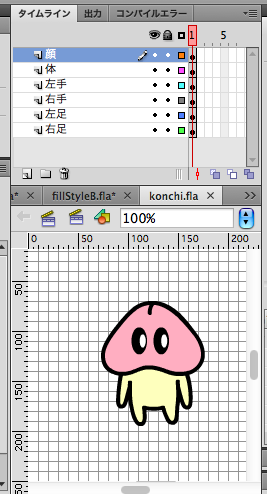 タイムライン 出力 コンパイルエラー
1 5
顔
体
左手
右手
左足
右足
a* × fillStyleB.fla* × konchi.fla ×
100%
0 50 100 150 200
50
100
150
200